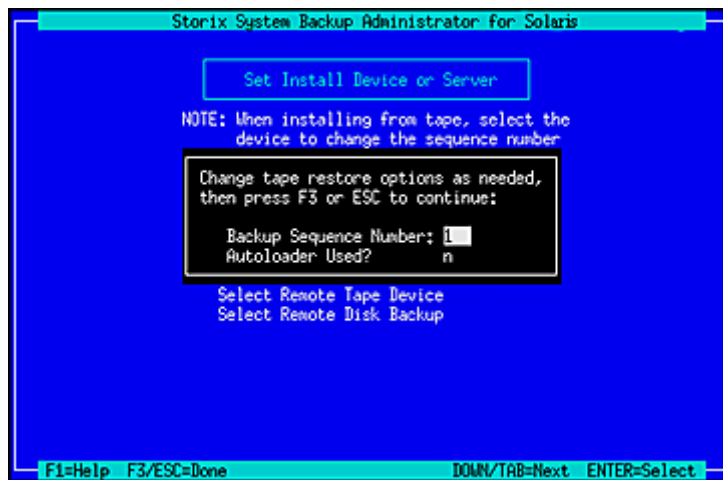 Storix System Backup Administrator for Solaris
Set Install Device or Server
NOTE: When installing from tape, select the
device to change the sequence number
Change tape restore options as needed,
then press F3 or ESC to continue:
Backup Sequence Number: 1
Autoloader Used? n
Select Remote Tape Device
Select Remote Disk Backup
F1=Help F3/ESC=Done DOWN/TAB=Next ENTER=Select